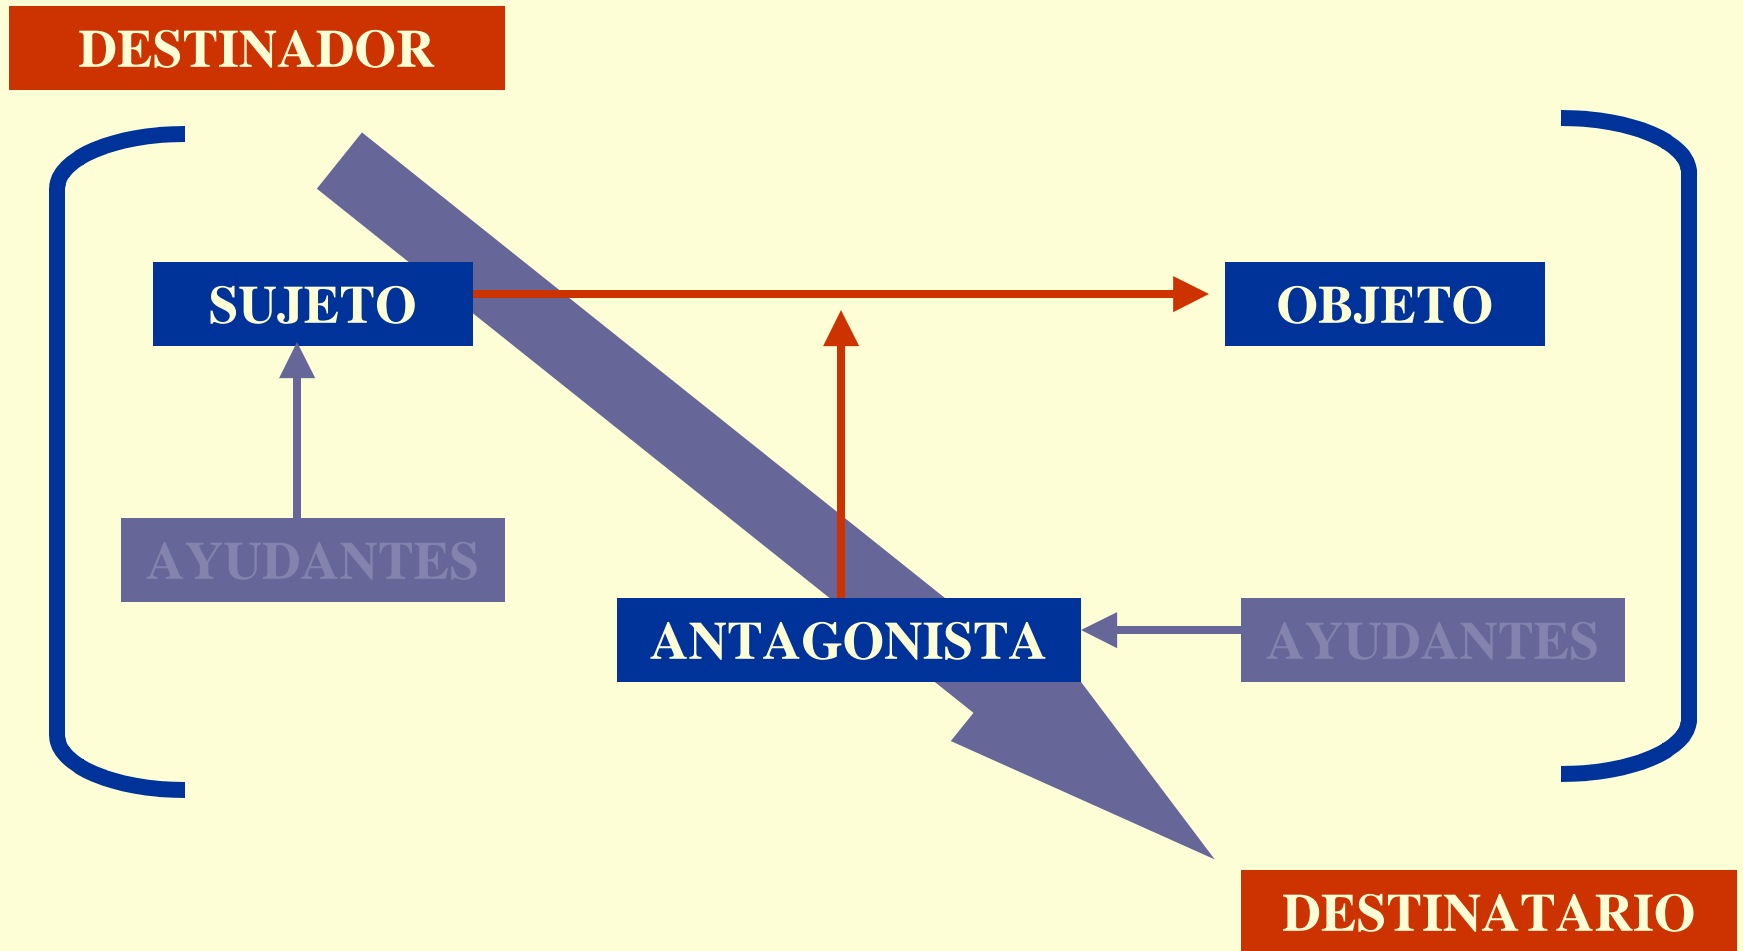 DESTINADOR
SUJETO
OBJETO
AYUDANTES
ANTAGONISTA
AYUDANTES
DESTINATARIO